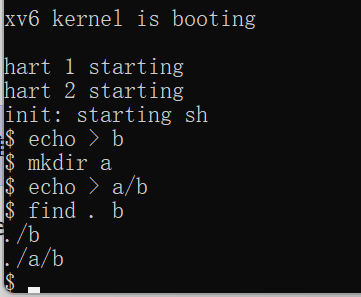 xv6 kernel is booting
hart 1 starting
hart 2 starting
init: starting sh
$ echo > b
$ mkdir a
$ echo > a/b
$ find . b
./b
./a/b
$